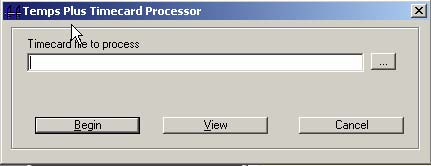 Temps Plus Timecard Processor
Timecard file to process
...
Begin
View
Cancel